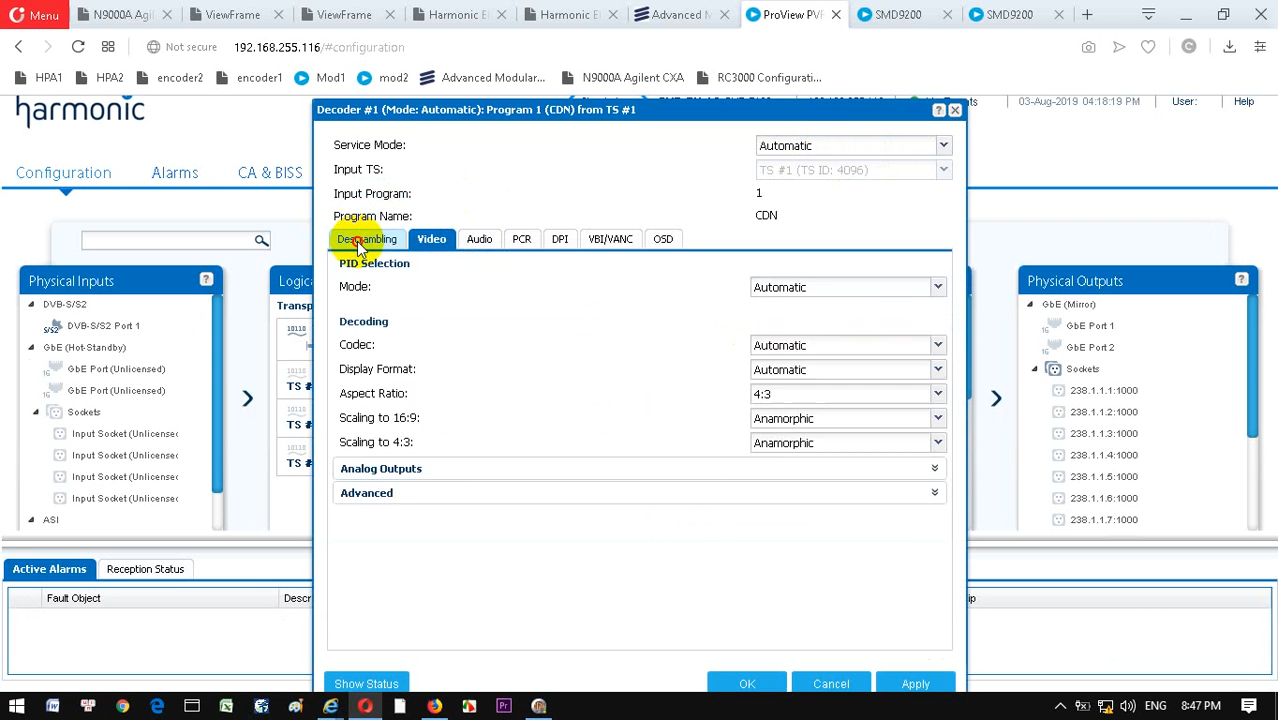 Menu N9000A Agil ViewFrame ViewFrame Harmonic E Harmonic E Advanced M ProView PVF SMD9200 SMD9200
Not secure 192.168.255.116/#configuration
HPA1 HPA2 encoder2 encoder1 Mod1 mod2 Advanced Modular... N9000A Agilent CXA RC3000 Configurati...
harmonic
03-Aug-2019 04:18:19 PM User: Help
Decoder #1 (Mode: Automatic): Program 1 (CDN) from TS #1
Configuration Alarms CA & BISS
Service Mode: Automatic
Input TS: TS #1 (TS ID: 4096)
Input Program: 1
Program Name: CDN
Descrambling Video Audio PCR DPI VBI/VANC OSD
PID Selection
Mode: Automatic
Decoding
Codec: Automatic
Display Format: Automatic
Aspect Ratio: 4:3
Scaling to 16:9: Anamorphic
Scaling to 4:3: Anamorphic
Analog Outputs
Advanced
Show Status OK Cancel Apply
Physical Inputs
DVB-S/S2
DVB-S/S2 Port 1
GbE (Hot-Standby)
GbE Port (Unlicensed)
GbE Port (Unlicensed)
Sockets
Input Socket (Unlicensec
Input Socket (Unlicensec
Input Socket (Unlicensec
Input Socket (Unlicensec
ASI
Logica
Transp
TS #
TS #
TS #
Physical Outputs
GbE (Mirror)
GbE Port 1
GbE Port 2
Sockets
238.1.1.1:1000
238.1.1.2:1000
238.1.1.3:1000
238.1.1.4:1000
238.1.1.5:1000
238.1.1.6:1000
238.1.1.7:1000
Active Alarms Reception Status
Fault Object Descr ip
ENG 8:47 PM